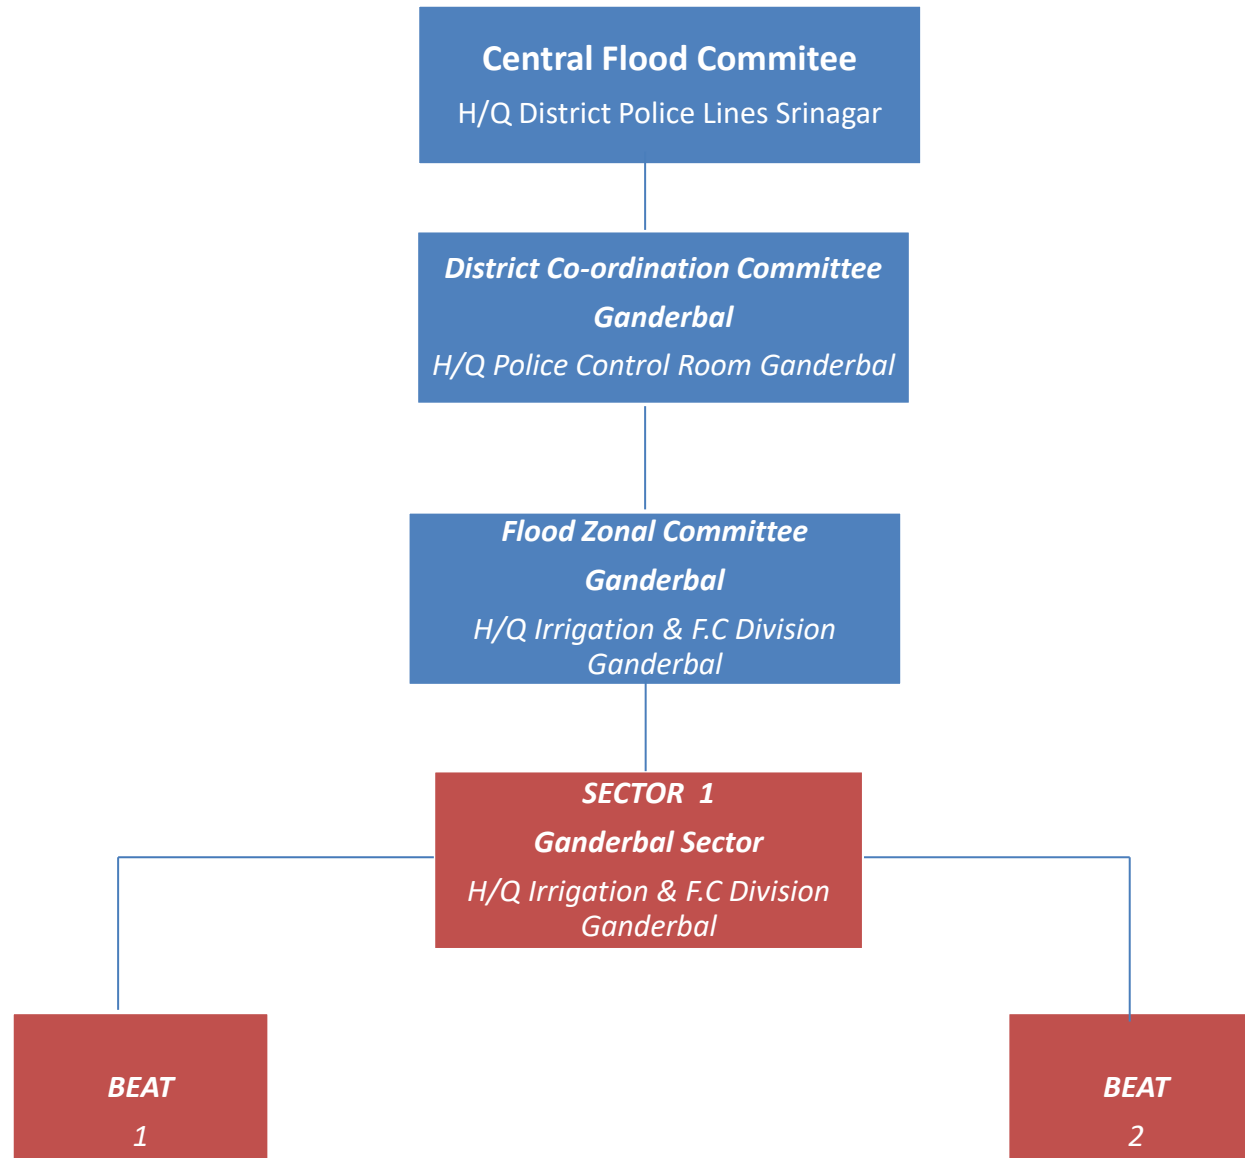 Central Flood Commitee
H/Q District Police Lines Srinagar
District Co-ordination Committee
Ganderbal
H/Q Police Control Room Ganderbal
Flood Zonal Committee
Ganderbal
H/Q Irrigation & F.C Division
Ganderbal
SECTOR  1
Ganderbal Sector
H/Q Irrigation & F.C Division
Ganderbal
BEAT
1
BEAT
2